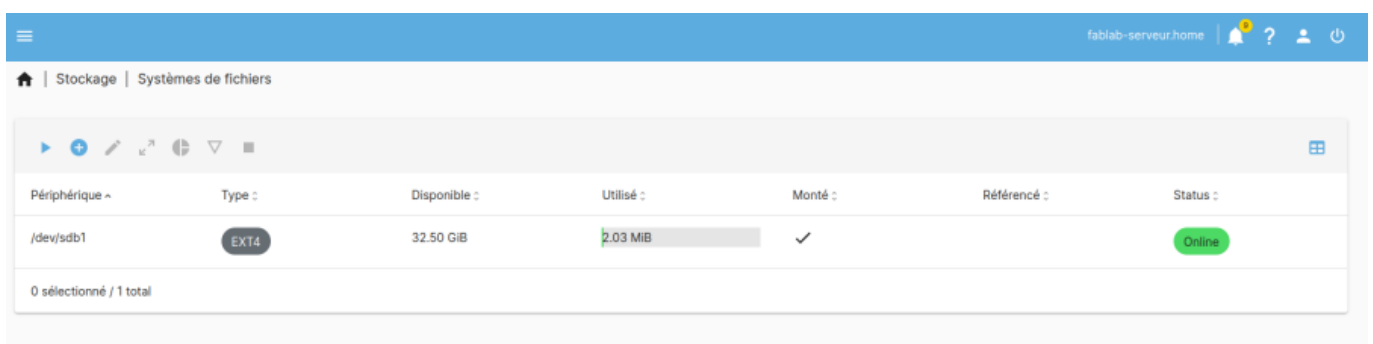 fablab-serveur.home
Stockage | Systèmes de fichiers
Périphérique Type Disponible Utilisé Monté Référencé Status
/dev/sdb1 EXT4 32.50 GiB 2.03 MiB Online
0 sélectionné / 1 total